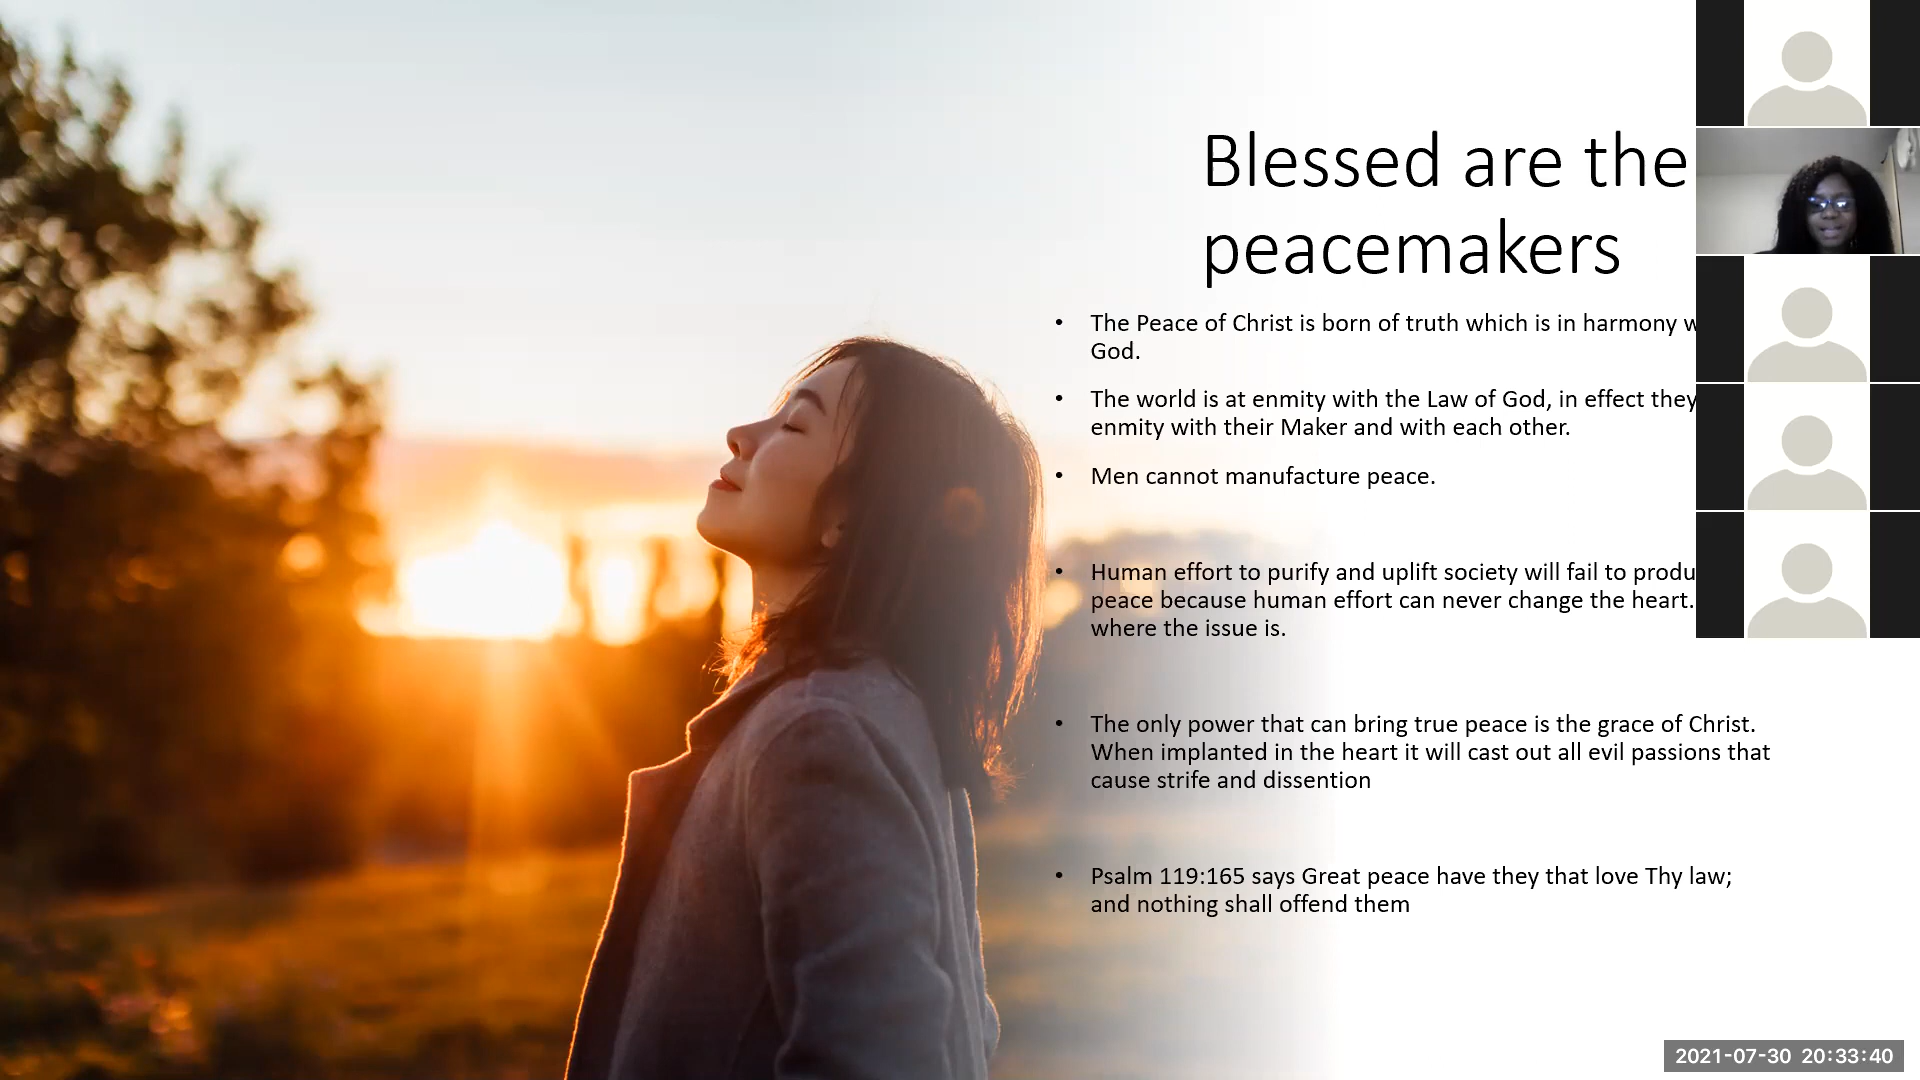 Blessed are the
peacemakers
• The Peace of Christ is born of truth which is in harmony
God.
• The world is at enmity with the Law of God, in effect they
enmity with their Maker and with each other.
• Men cannot manufacture peace.
• Human effort to purify and uplift society will fail to
peace because human effort can never change the heart.
where the issue is.
• The only power that can bring true peace is the grace of Christ.
When implanted in the heart it will cast out all evil passions that
cause strife and dissention
• Psalm 119:165 says Great peace have they that love Thy law;
and nothing shall offend them
2021-07-30 20:33:40